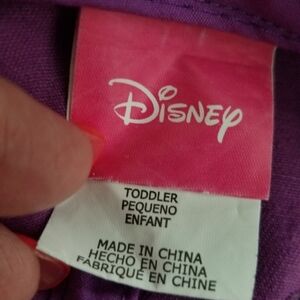 Disney
TODDLER
PEQUENO
ENFANT
MADE IN CHINA
HECHO EN CHINA
FABRIQUÉ EN CHINE